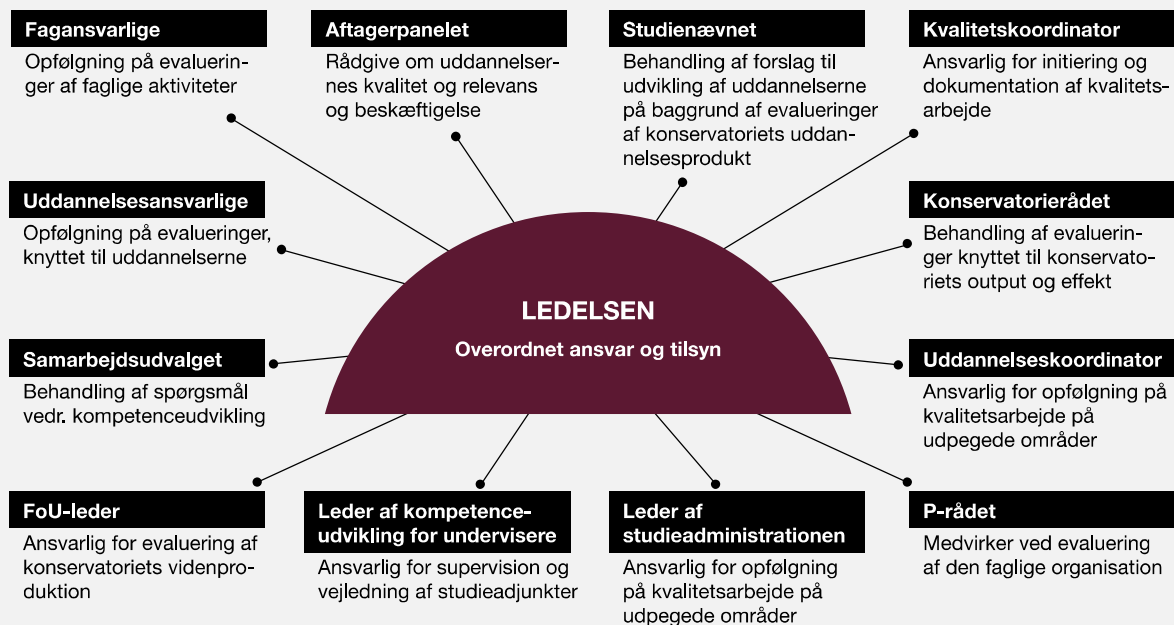 Fagansvarlige
Opfølgning på evaluerin-
ger af faglige aktiviteter
Aftagerpanelet
Rådgive om uddannelser-
nes kvalitet og relevans
og beskæftigelse
Studienævnet
Behandling af forslag til
udvikling af uddannelserne
på baggrund af evalueringer
af konservatoriets uddan-
nelsesprodukt
Kvalitetskoordinator
Ansvarlig for initiering og
dokumentation af kvalitets-
arbejde
Uddannelsesansvarlige
Opfølgning på evalueringer,
knyttet til uddannelserne
Konservatorierådet
Behandling af evaluerin-
ger knyttet til konservato-
riets output og effekt
LEDELSEN
Overordnet ansvar og tilsyn
Samarbejdsudvalget
Behandling af spørgsmål
vedr. kompetenceudvikling
Uddannelseskoordinator
Ansvarlig for opfølgning på
kvalitetsarbejde på
udpegede områder
FoU-leder
Ansvarlig for evaluering af
konservatoriets videnpro-
duktion
Leder af kompetence-
udvikling for undervisere
Ansvarlig for supervision og
vejledning af studieadjunkter
Leder af
studieadministrationen
Ansvarlig for opfølgning
på kvalitetsarbejde på
udpegede områder
P-rådet
Medvirker ved evaluering
af den faglige organisation